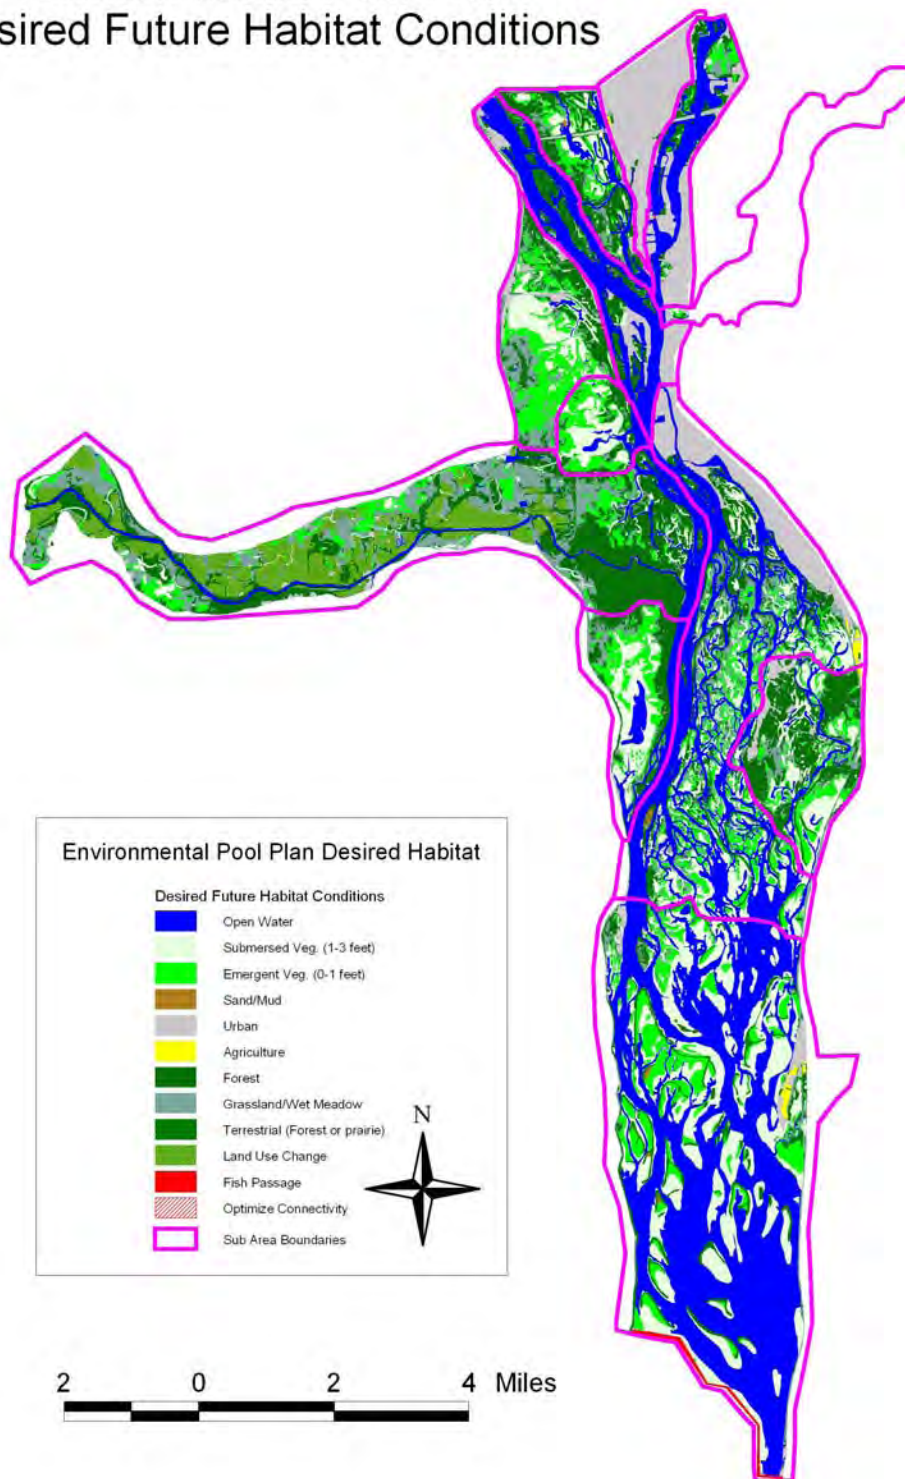 sired Future Habitat Conditions
Environmental Pool Plan Desired Habitat
Desired Future Habitat Conditions
Open Water
Submersed Veg. (1-3 feet)
Emergent Veg. (0-1 feet)
Sand/Mud
Urban
Agriculture
Forest
Grassland/Wet Meadow
Terrestrial (Forest or prairie)
Land Use Change
Fish Passage
Optimize Connectivity
Sub Area Boundaries
N
2 0 2 4 Miles